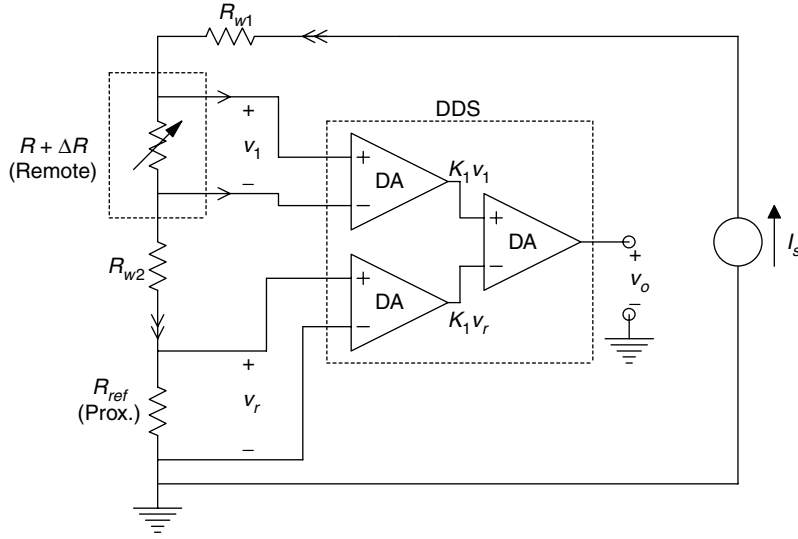 R_w1
DDS
+
R + ΔR
(Remote)
v_1
−
+
−
DA
K_1v_1
+
−
DA
I_s
R_w2
+
−
DA
K_1v_r
+
v_o
−
R_ref
(Prox.)
+
v_r
−